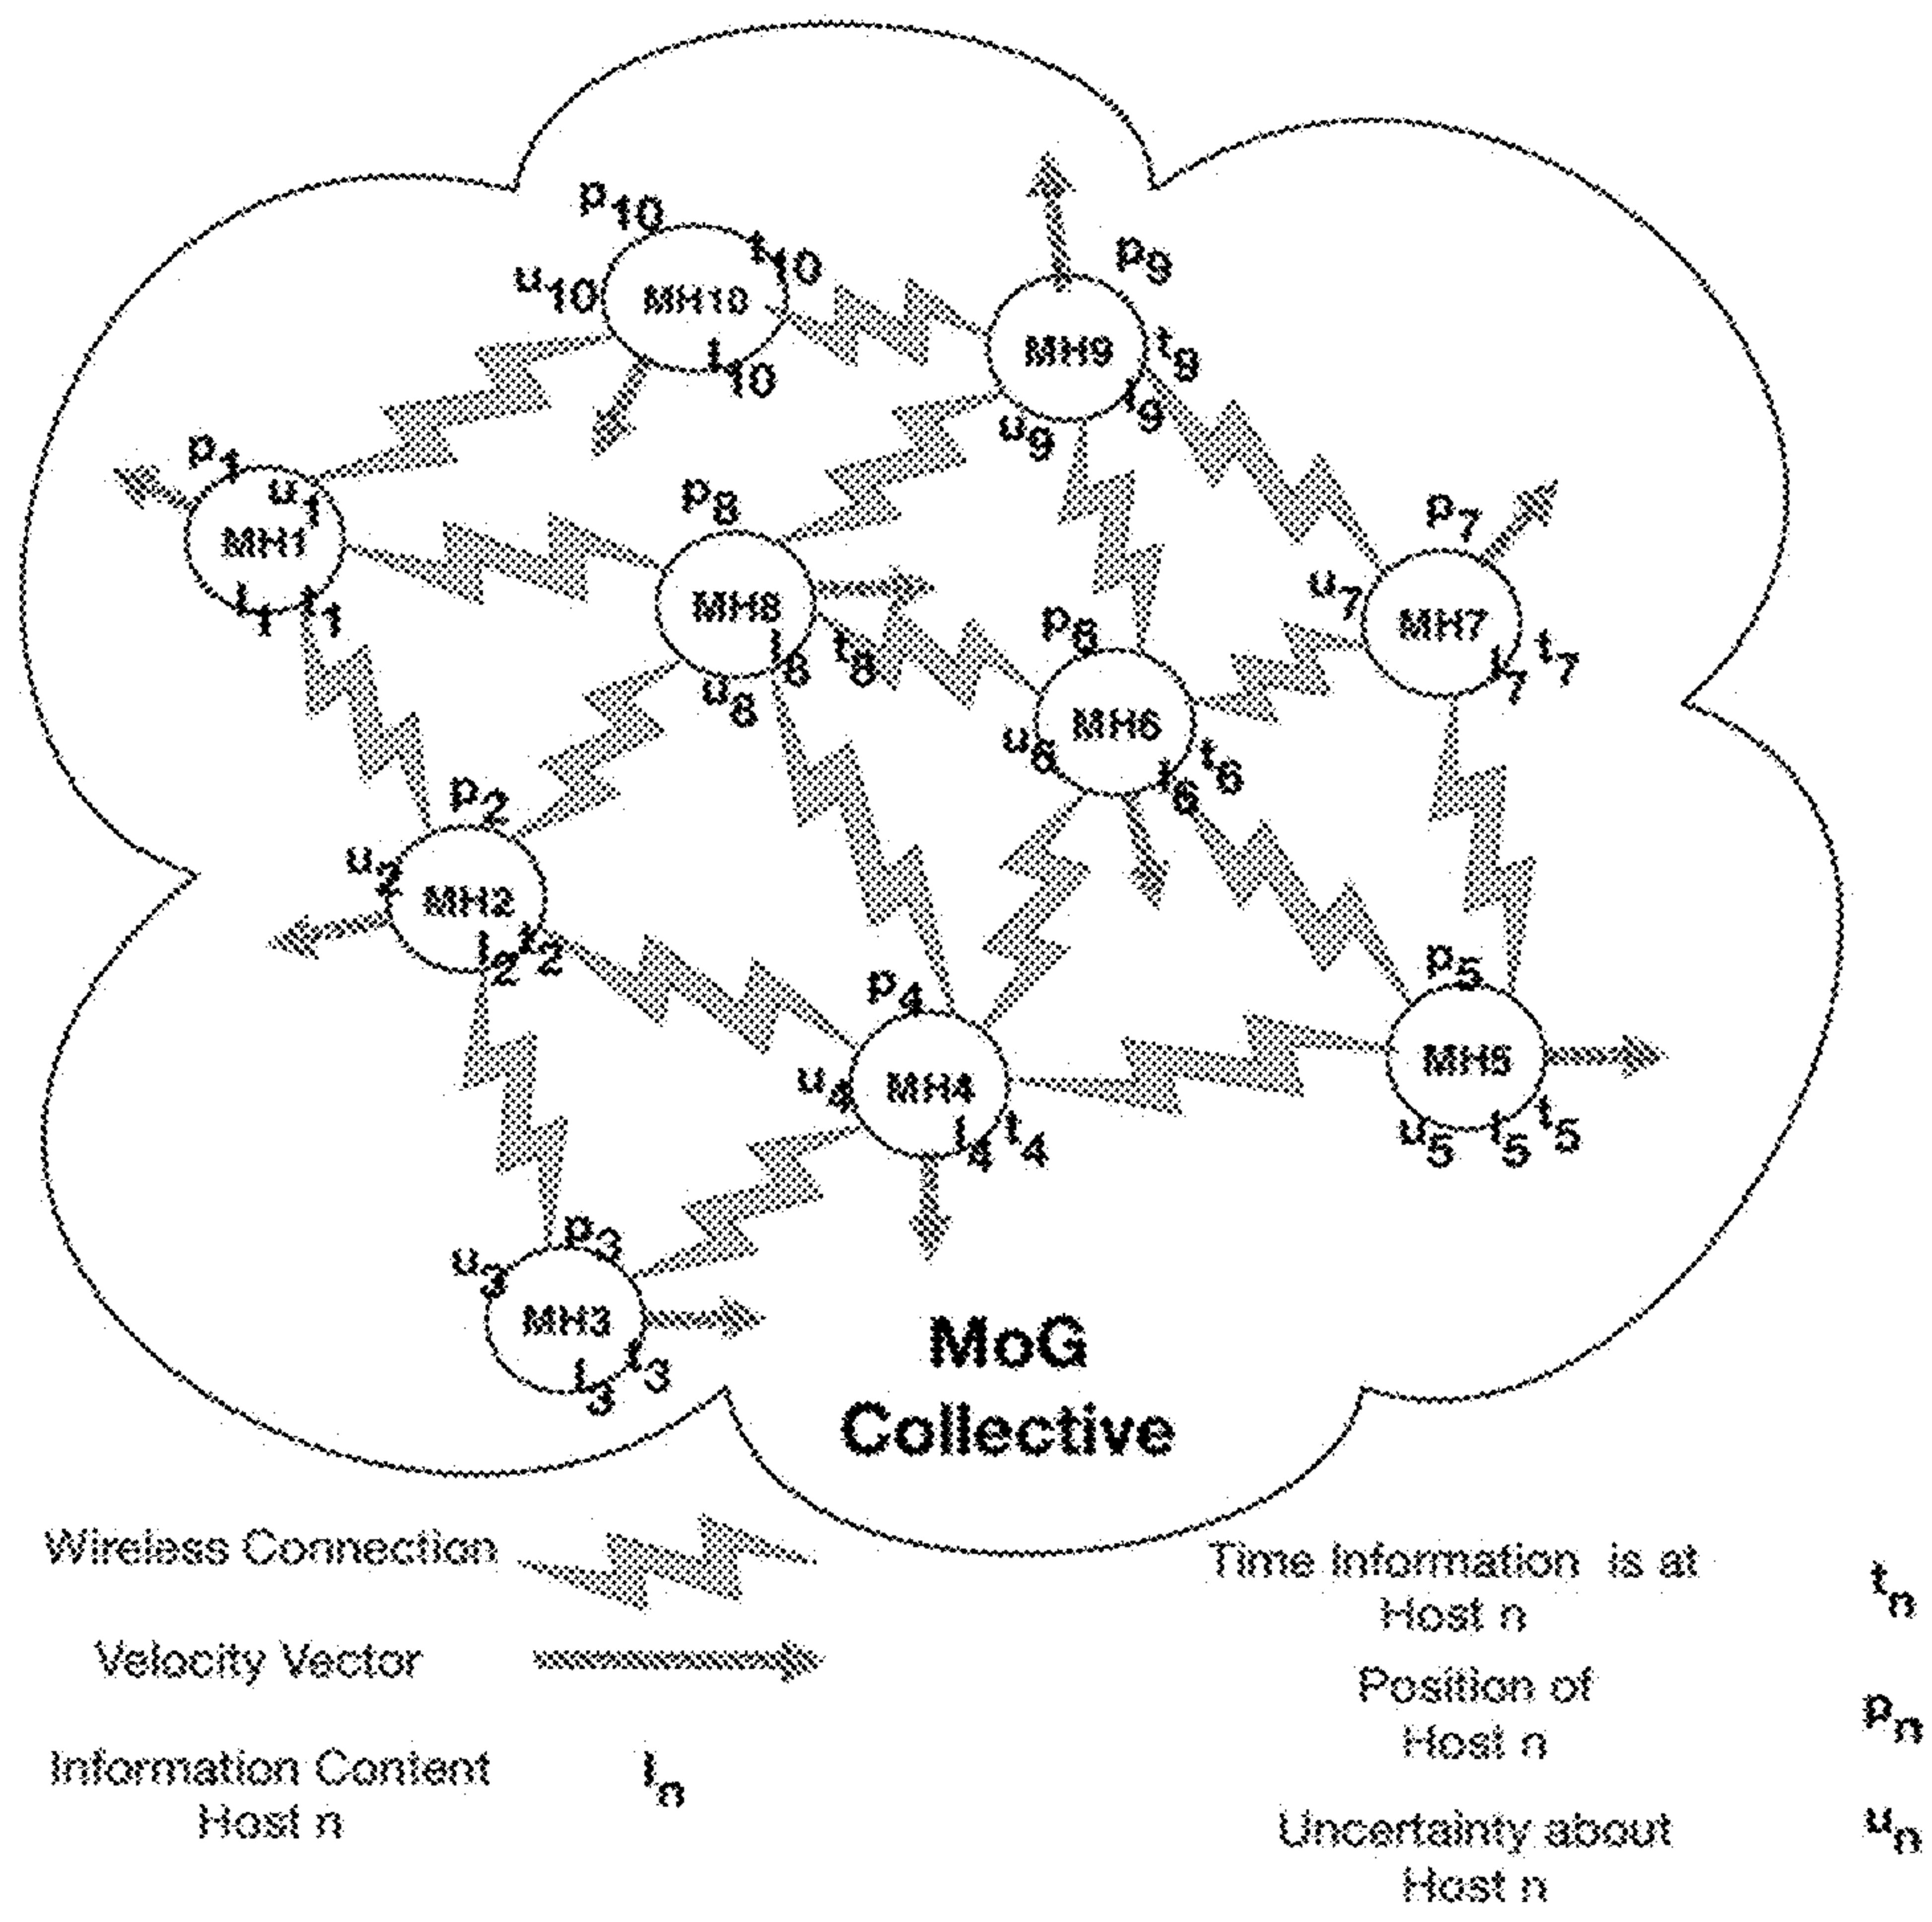 p10
t10
u10
MH10
I10
p9
MH9
t9
I9
u9
p1
u1
MH1
I1
t1
p8
MH8
I8
t8
u8
p7
u7
MH7
I7
t7
p6
MH6
u6
t6
I6
p2
u2
MH2
I2
t2
p4
u4
MH4
I4
t4
p5
MH5
u5
I5
t5
p3
u3
MH3
I3
t3
MoG
Collective
Wireless Connection
Velocity Vector
Information Content
Host n
In
Time Information is at
Host n
tn
Position of
Host n
pn
Uncertainty about
Host n
un